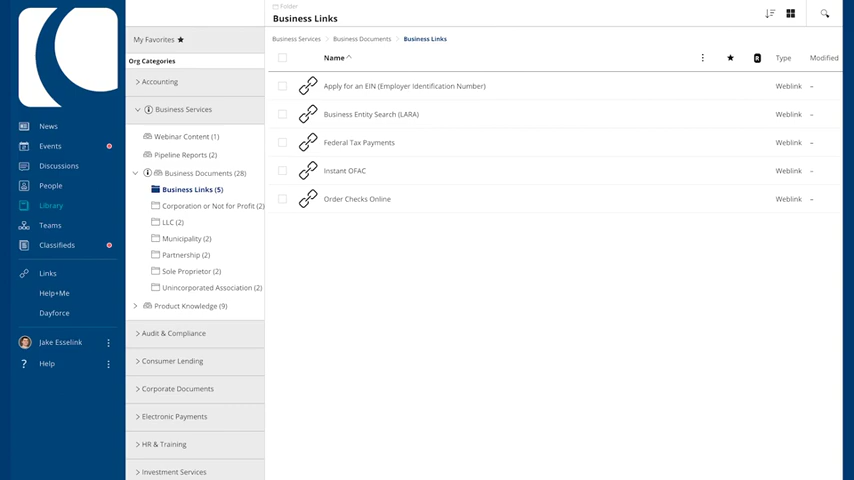 News
Events
Discussions
People
Library
Teams
Classifieds
Links
Help+Me
Dayforce
Jake Esselink
? Help
My Favorites ★
Org Categories
Accounting
Business Services
Webinar Content (1)
Pipeline Reports (2)
Business Documents (28)
Business Links (5)
Corporation or Not for Profit (2)
LLC (2)
Municipality (2)
Partnership (2)
Sole Proprietor (2)
Unincorporated Association (2)
Product Knowledge (9)
Audit & Compliance
Consumer Lending
Corporate Documents
Electronic Payments
HR & Training
Investment Services
Folder
Business Links
Business Services > Business Documents > Business Links
Name Type Modified
Apply for an EIN (Employer Identification Number) Weblink –
Business Entity Search (LARA) Weblink –
Federal Tax Payments Weblink –
Instant OFAC Weblink –
Order Checks Online Weblink –